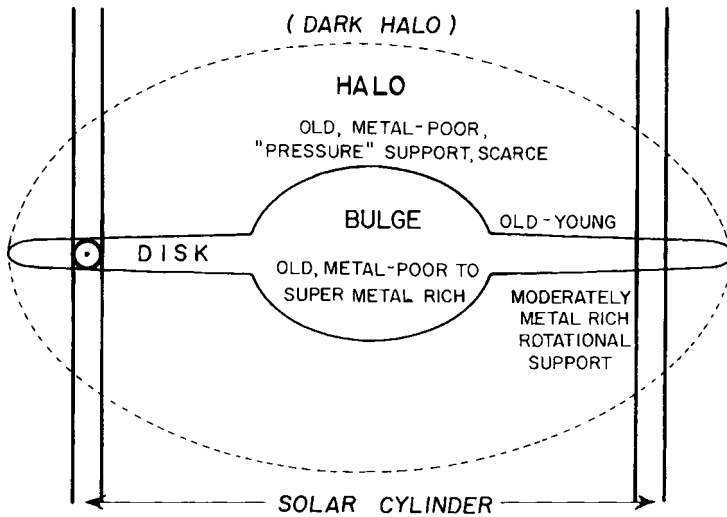 ( DARK HALO )
HALO
OLD, METAL-POOR,
"PRESSURE" SUPPORT, SCARCE
BULGE
OLD-YOUNG
DISK
OLD, METAL-POOR TO
SUPER METAL RICH
MODERATELY
METAL RICH
ROTATIONAL
SUPPORT
SOLAR CYLINDER